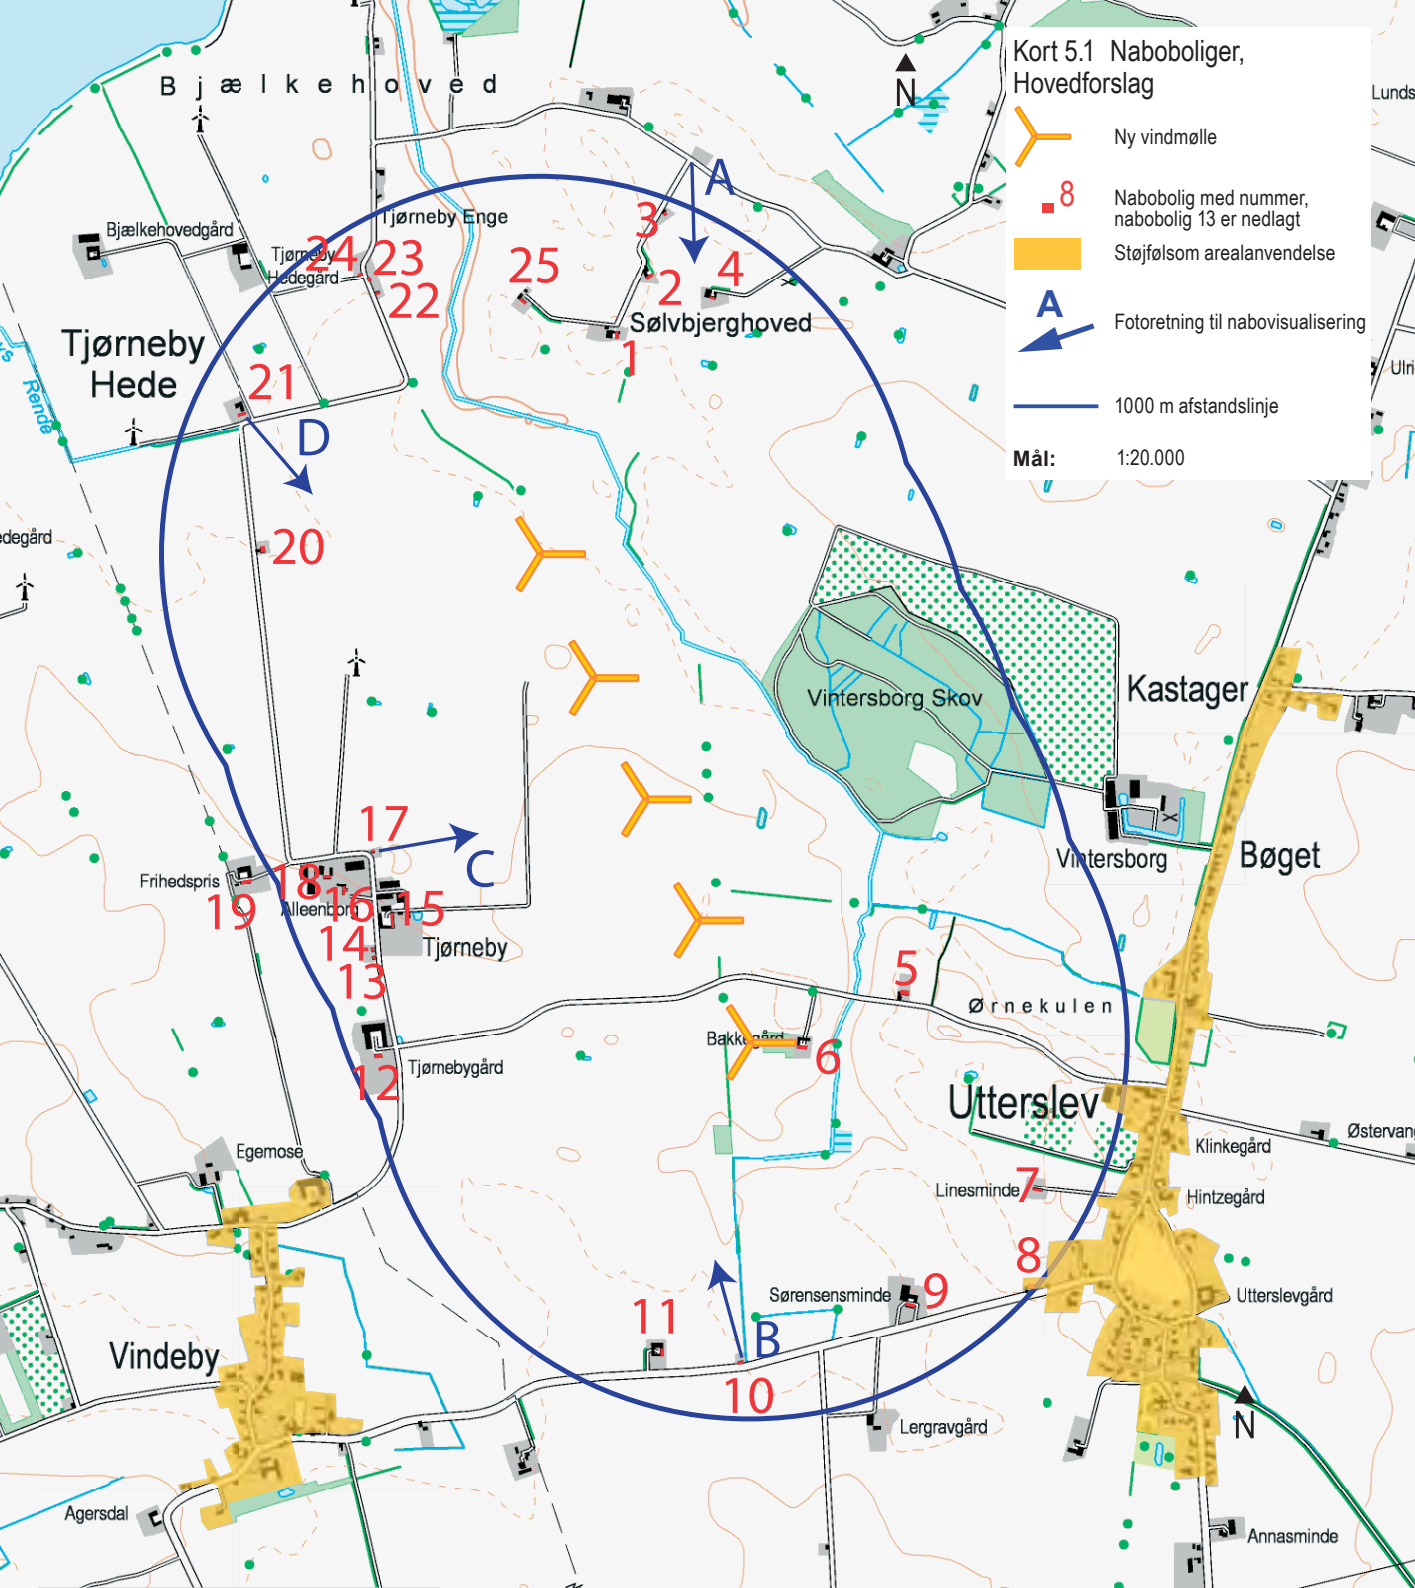 Kort 5.1 Naboboliger,
Hovedforslag
Ny vindmølle
8
Nabobolig med nummer,
nabobolig 13 er nedlagt
Støjfølsom arealanvendelse
A
Fotoretning til nabovisualisering
1000 m afstandslinje
Mål: 1:20.000
N
Bjælkehoved
Bjælkehovedgård
Tjørneby Enge
Tjørneby
Hedegård
24
23
22
25
3
A
2
4
Sølvbjerghoved
1
Tjørneby
Hede
21
D
Rende
20
Vintersborg Skov
Kastager
Vintersborg
Bøget
17
C
Frihedspris
18
19
16
Alleenborg
15
14
Tjørneby
13
5
Ørnekulen
Bakkegård
6
Tjørnebygård
12
Utterslev
Klinkegård
Egemose
Linesminde
7
Hintzegård
8
Sørensensminde
9
Utterslevgård
11
B
10
Vindeby
Lergravgård
N
Agersdal
Annasminde